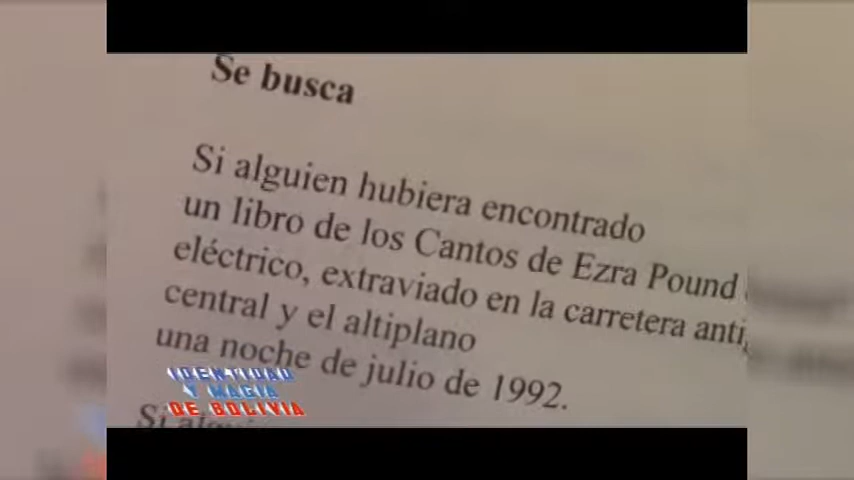 Se busca
Si alguien hubiera encontrado
un libro de los Cantos de Ezra Pound
eléctrico, extraviado en la carretera
central y el altiplano
una noche de julio de 1992.
Si
IDENTIDAD
Y MAGIA
DE BOLIVIA